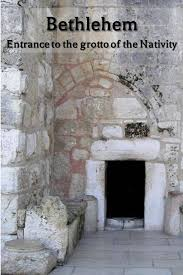 Bethlehem
Entrance to the grotto of the Nativity